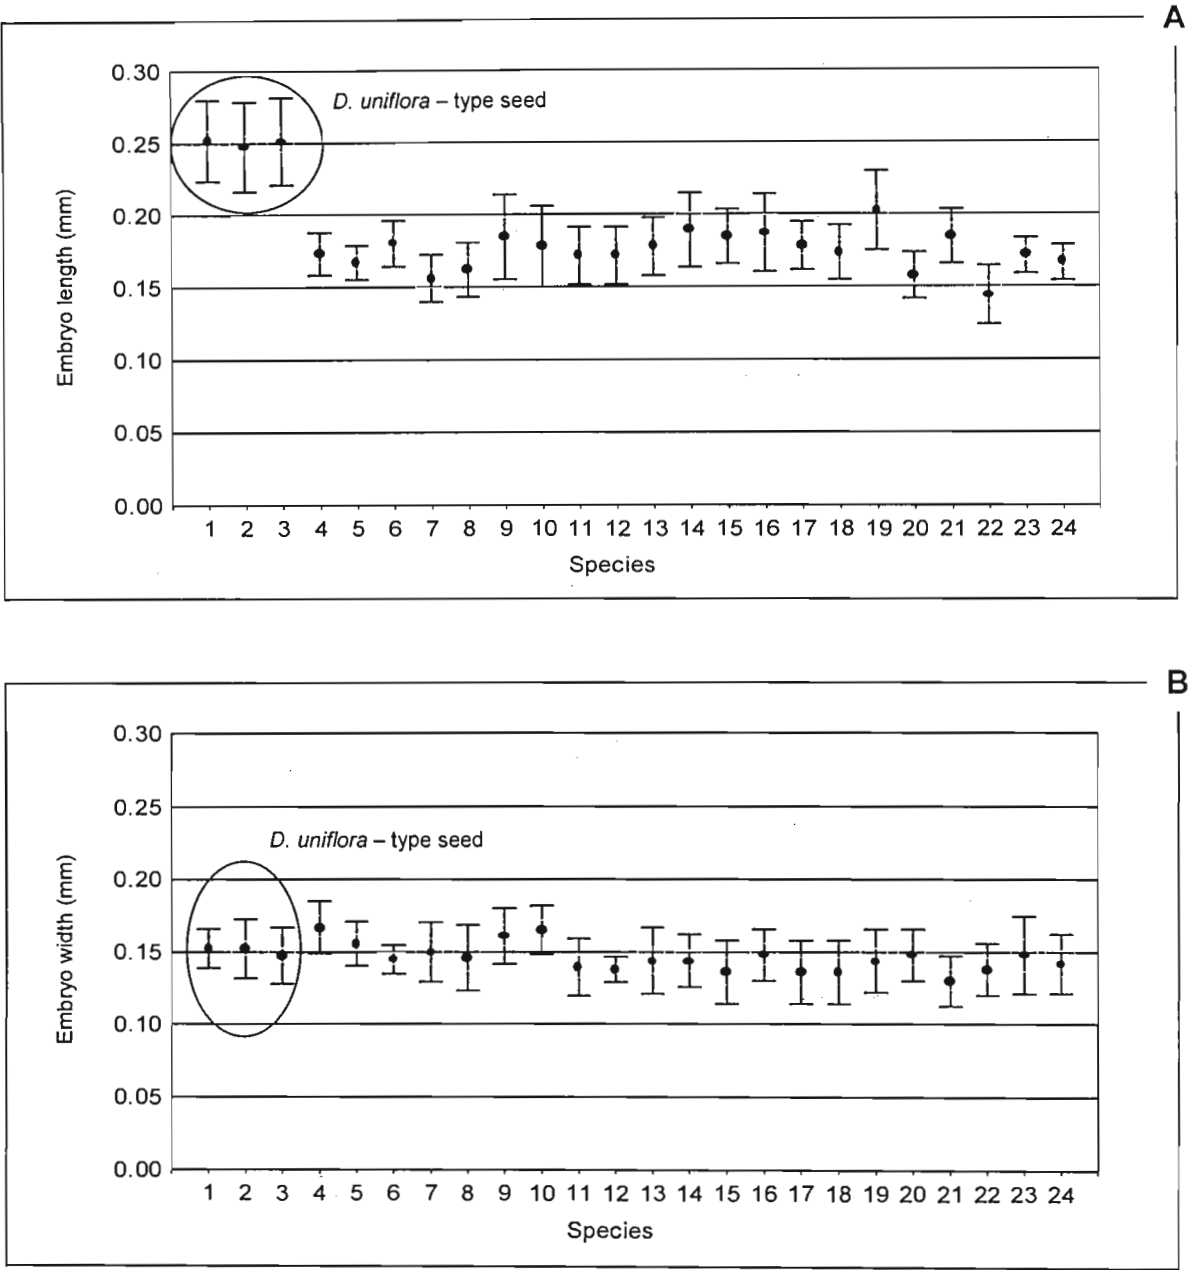 A
0.30
D. uniflora – type seed
0.25
0.20
0.15
0.10
0.05
0.00
Embryo length (mm)
1 2 3 4 5 6 7 8 9 10 11 12 13 14 15 16 17 18 19 20 21 22 23 24
Species
B
0.30
0.25
D. uniflora – type seed
0.20
0.15
0.10
0.05
0.00
Embryo width (mm)
1 2 3 4 5 6 7 8 9 10 11 12 13 14 15 16 17 18 19 20 21 22 23 24
Species